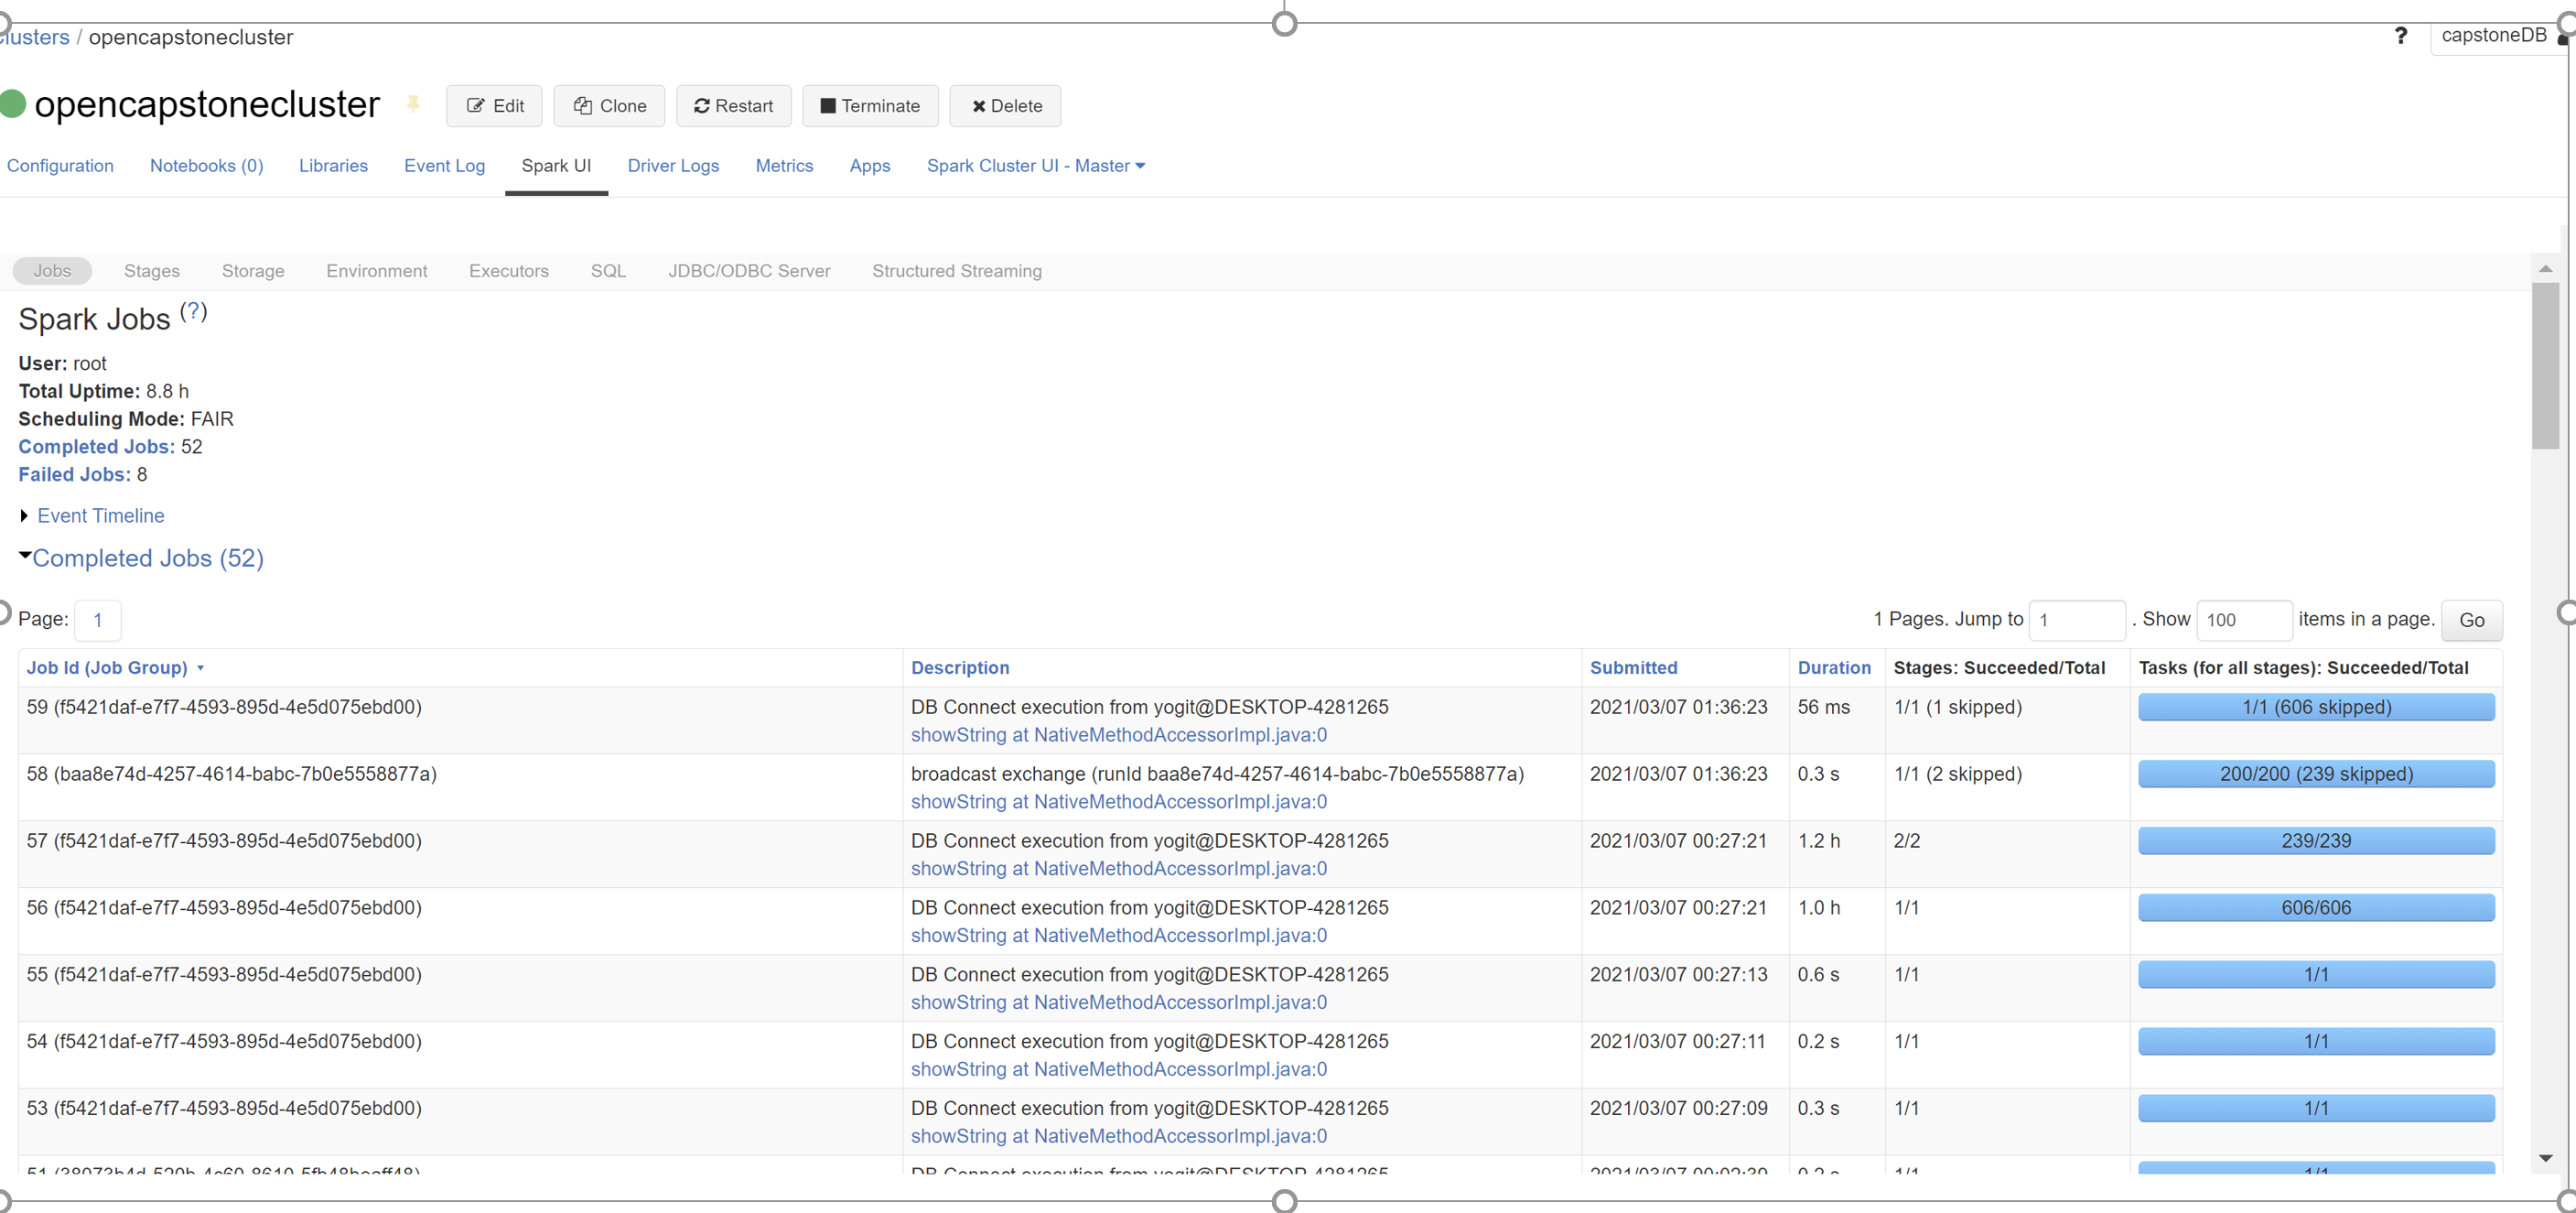 lusters / opencapstonecluster
? capstoneDB
opencapstonecluster Edit Clone Restart Terminate Delete
Configuration Notebooks (0) Libraries Event Log Spark UI Driver Logs Metrics Apps Spark Cluster UI - Master
Jobs Stages Storage Environment Executors SQL JDBC/ODBC Server Structured Streaming
Spark Jobs (?)
User: root
Total Uptime: 8.8 h
Scheduling Mode: FAIR
Completed Jobs: 52
Failed Jobs: 8
Event Timeline
Completed Jobs (52)
Page: 1 1 Pages. Jump to 1 . Show 100 items in a page. Go
Job Id (Job Group) Description Submitted Duration Stages: Succeeded/Total Tasks (for all stages): Succeeded/Total
59 (f5421daf-e7f7-4593-895d-4e5d075ebd00) DB Connect execution from yogit@DESKTOP-4281265 2021/03/07 01:36:23 56 ms 1/1 (1 skipped) 1/1 (606 skipped)
showString at NativeMethodAccessorImpl.java:0
58 (baa8e74d-4257-4614-babc-7b0e5558877a) broadcast exchange (runId baa8e74d-4257-4614-babc-7b0e5558877a) 2021/03/07 01:36:23 0.3 s 1/1 (2 skipped) 200/200 (239 skipped)
showString at NativeMethodAccessorImpl.java:0
57 (f5421daf-e7f7-4593-895d-4e5d075ebd00) DB Connect execution from yogit@DESKTOP-4281265 2021/03/07 00:27:21 1.2 h 2/2 239/239
showString at NativeMethodAccessorImpl.java:0
56 (f5421daf-e7f7-4593-895d-4e5d075ebd00) DB Connect execution from yogit@DESKTOP-4281265 2021/03/07 00:27:21 1.0 h 1/1 606/606
showString at NativeMethodAccessorImpl.java:0
55 (f5421daf-e7f7-4593-895d-4e5d075ebd00) DB Connect execution from yogit@DESKTOP-4281265 2021/03/07 00:27:13 0.6 s 1/1 1/1
showString at NativeMethodAccessorImpl.java:0
54 (f5421daf-e7f7-4593-895d-4e5d075ebd00) DB Connect execution from yogit@DESKTOP-4281265 2021/03/07 00:27:11 0.2 s 1/1 1/1
showString at NativeMethodAccessorImpl.java:0
53 (f5421daf-e7f7-4593-895d-4e5d075ebd00) DB Connect execution from yogit@DESKTOP-4281265 2021/03/07 00:27:09 0.3 s 1/1 1/1
showString at NativeMethodAccessorImpl.java:0
DB Connect execution from yogit@DESKTOP-4281265 1/1 1/1